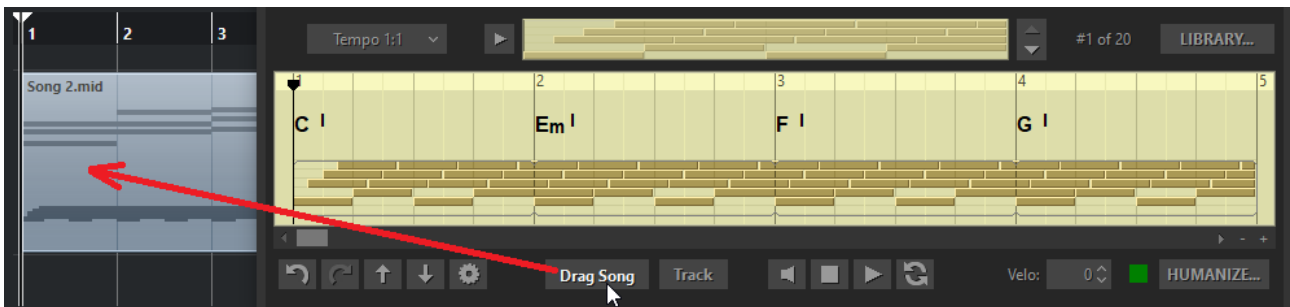 1 2 3
Tempo 1:1
#1 of 20
LIBRARY...
Song 2.mid
1 2 3 4 5
C I Em I F I G I
Drag Song
Track
Velo: 0
HUMANIZE...